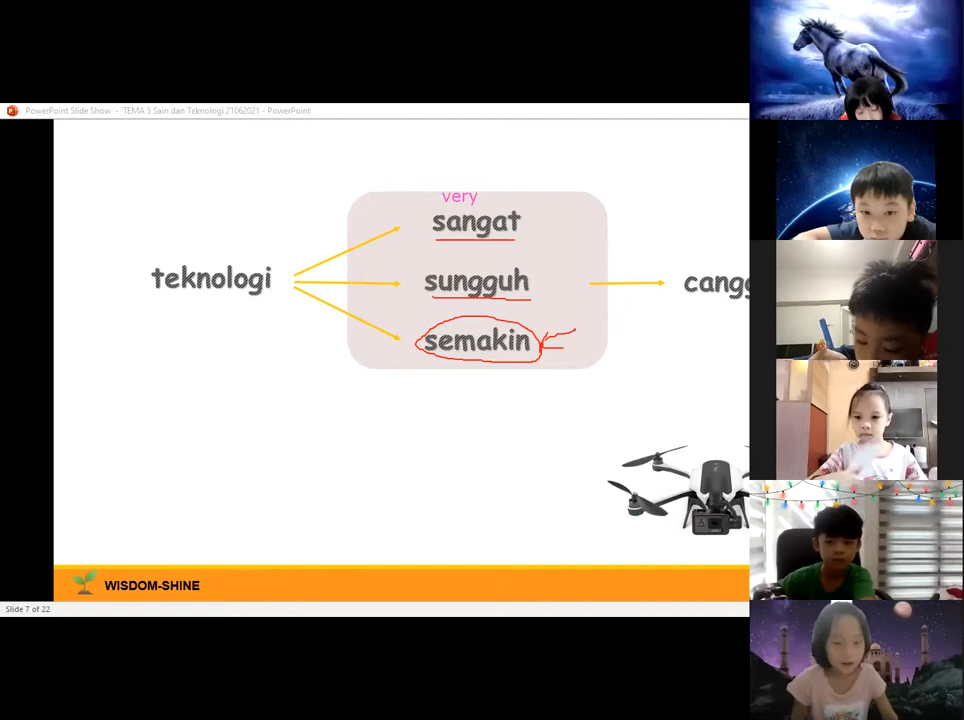 PowerPoint Slide Show - TEMA 5 Sain dan Teknologi 21062021 - PowerPoint
very
sangat
teknologi
sungguh
cangg
semakin
WISDOM-SHINE
Slide 7 of 22